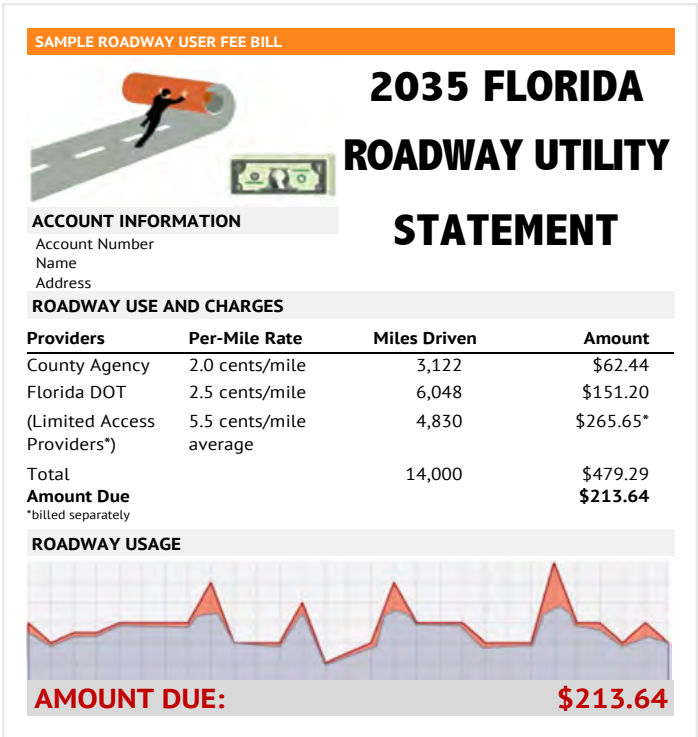 SAMPLE ROADWAY USER FEE BILL
2035 FLORIDA
ROADWAY UTILITY
STATEMENT
ACCOUNT INFORMATION
Account Number
Name
Address
ROADWAY USE AND CHARGES
Providers Per-Mile Rate Miles Driven Amount
County Agency 2.0 cents/mile 3,122 $62.44
Florida DOT 2.5 cents/mile 6,048 $151.20
(Limited Access 5.5 cents/mile 4,830 $265.65*
Providers*) average
Total 14,000 $479.29
Amount Due $213.64
*billed separately
ROADWAY USAGE
AMOUNT DUE: $213.64